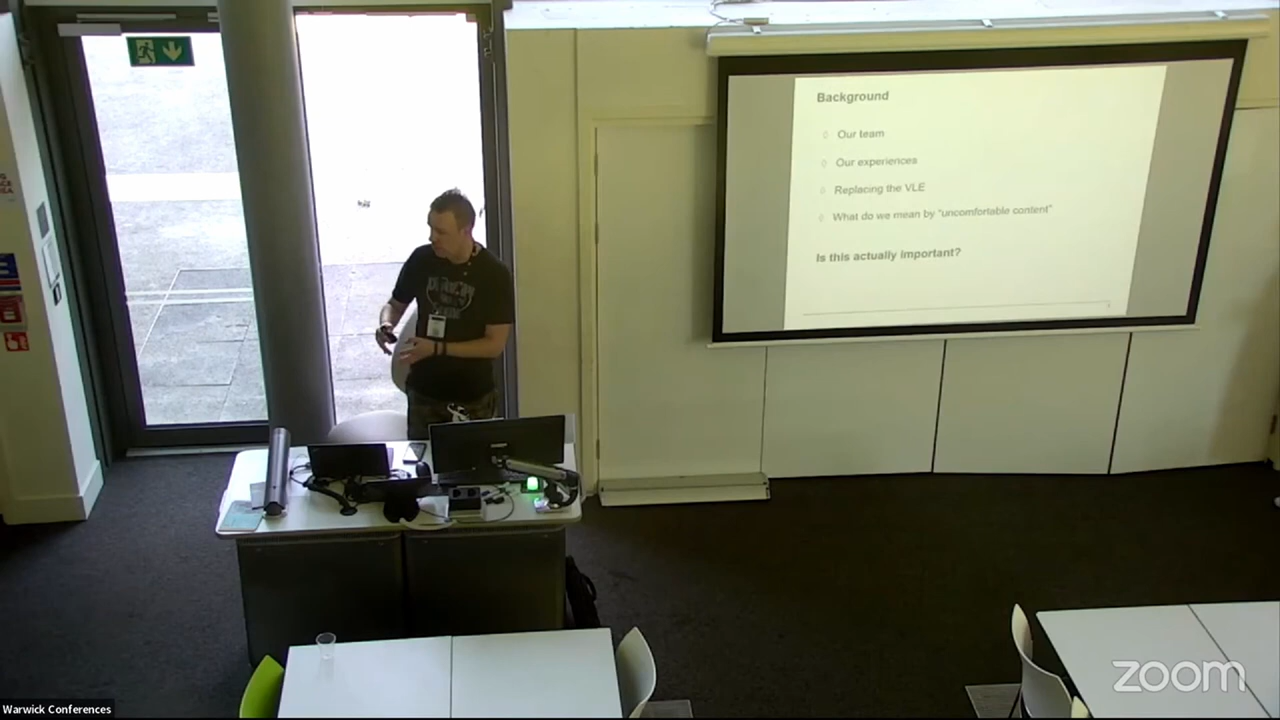 Background
Our team
Our experiences
Replacing the VLE
What do we mean by "uncomfortable content"
Is this actually important?
Warwick Conferences
zoom